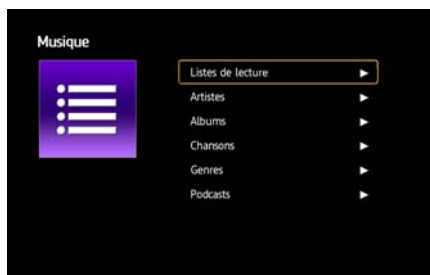 Musique
Listes de lecture
Artistes
Albums
Chansons
Genres
Podcasts